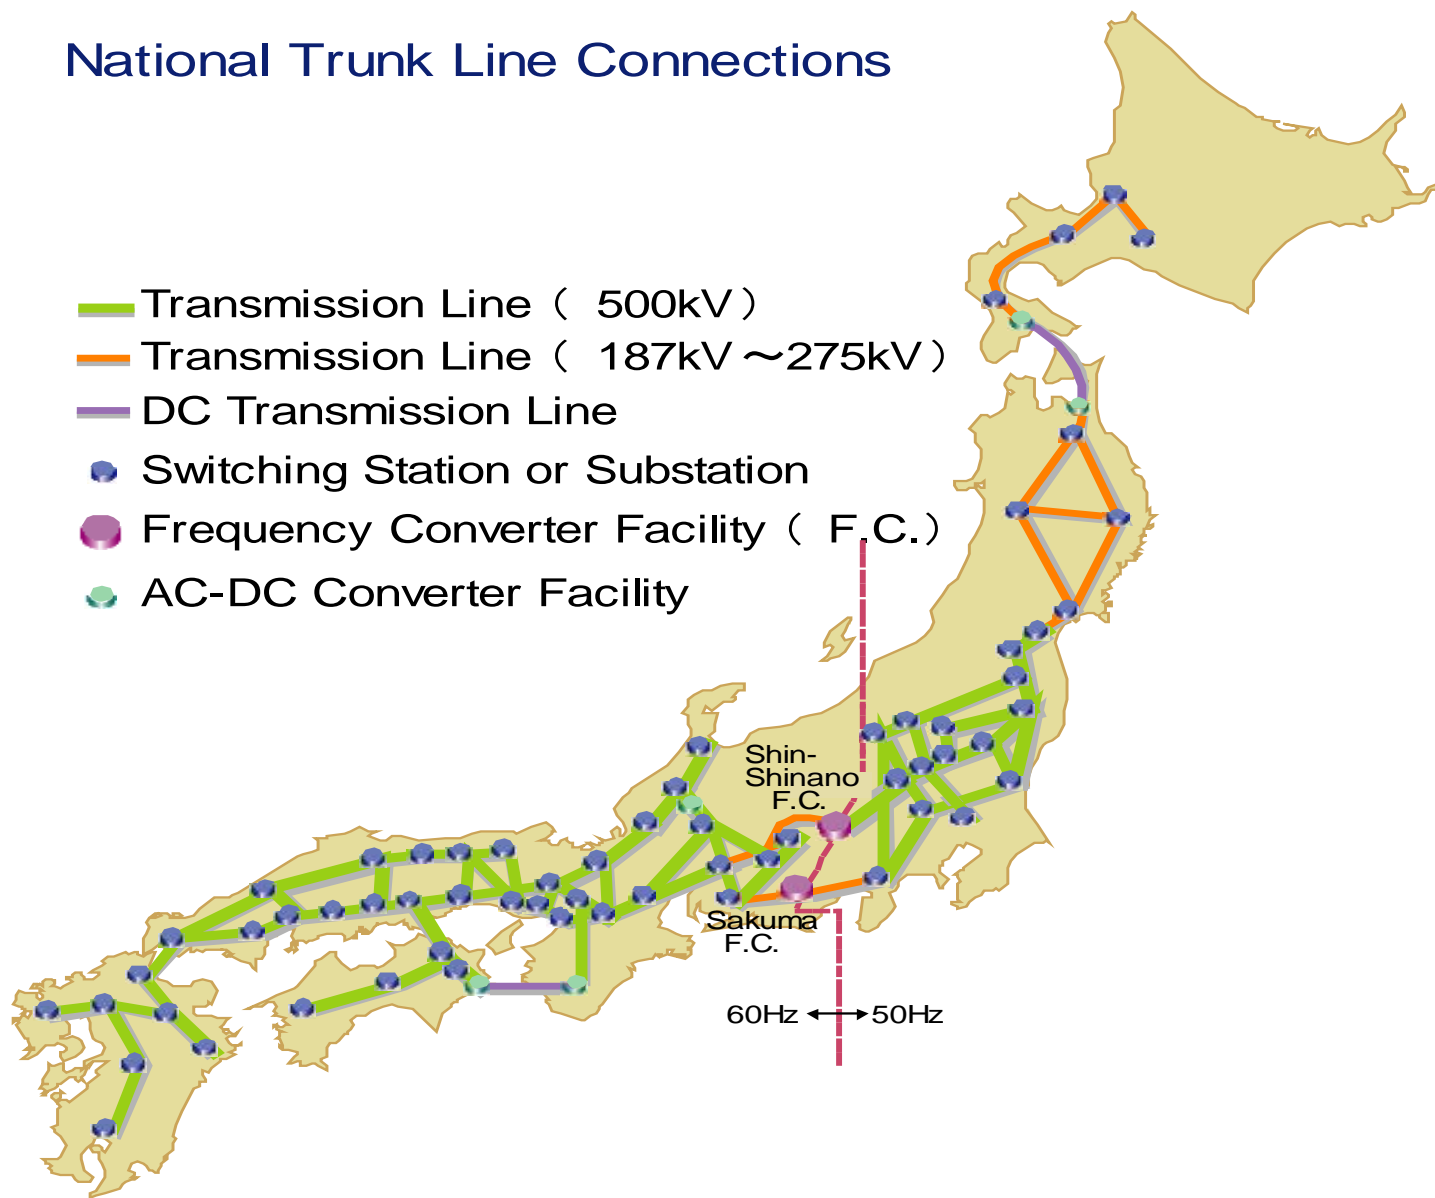 National Trunk Line Connections
Transmission Line（ 500kV）
Transmission Line（ 187kV～275kV）
DC Transmission Line
Switching Station or Substation
Frequency Converter Facility（ F.C.）
AC-DC Converter Facility
Shin-
Shinano
F.C.
Sakuma
F.C.
60Hz
50Hz